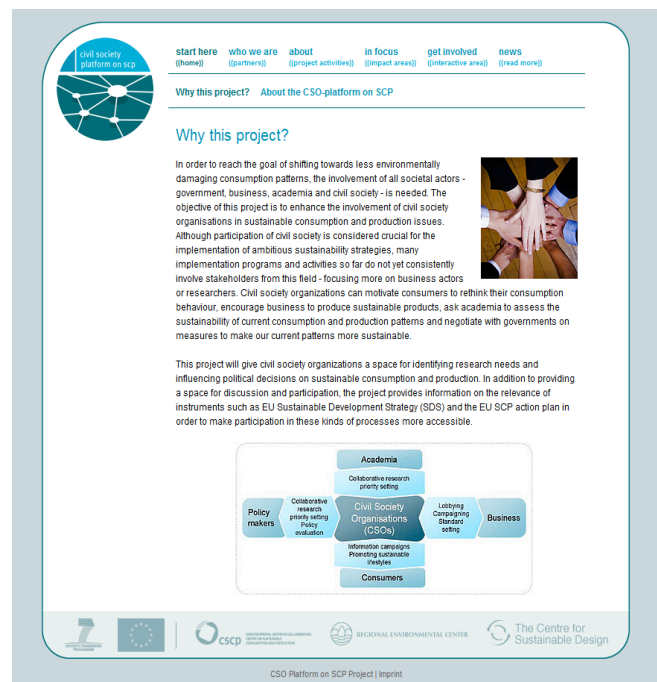 civil society
platform on scp
start here who we are about in focus get involved news
((home)) ((partners)) ((project activities)) ((impact areas)) ((interactive area)) ((read more))
Why this project? About the CSO-platform on SCP
Why this project?
In order to reach the goal of shifting towards less environmentally
damaging consumption patterns, the involvement of all societal actors -
government, business, academia and civil society - is needed. The
objective of this project is to enhance the involvement of civil society
organisations in sustainable consumption and production issues.
Although participation of civil society is considered crucial for the
implementation of ambitious sustainability strategies, many
implementation programs and activities so far do not yet consistently
involve stakeholders from this field - focusing more on business actors
or researchers. Civil society organizations can motivate consumers to rethink their consumption
behaviour, encourage business to produce sustainable products, ask academia to assess the
sustainability of current consumption and production patterns and negotiate with governments on
measures to make our current patterns more sustainable.
This project will give civil society organizations a space for identifying research needs and
influencing political decisions on sustainable consumption and production. In addition to providing
a space for discussion and participation, the project provides information on the relevance of
instruments such as EU Sustainable Development Strategy (SDS) and the EU SCP action plan in
order to make participation in these kinds of processes more accessible.
Academia
Collaborative research
priority setting
Policy
makers
Collaborative
research
priority setting
Policy
evaluation
Civil Society
Organisations
(CSOs)
Lobbying
Campaigning
Standard
setting
Business
Information campaigns
Promoting sustainable
lifestyles
Consumers
cscp
REGIONAL ENVIRONMENTAL CENTER
The Centre for
Sustainable Design
CSO Platform on SCP Project | Imprint